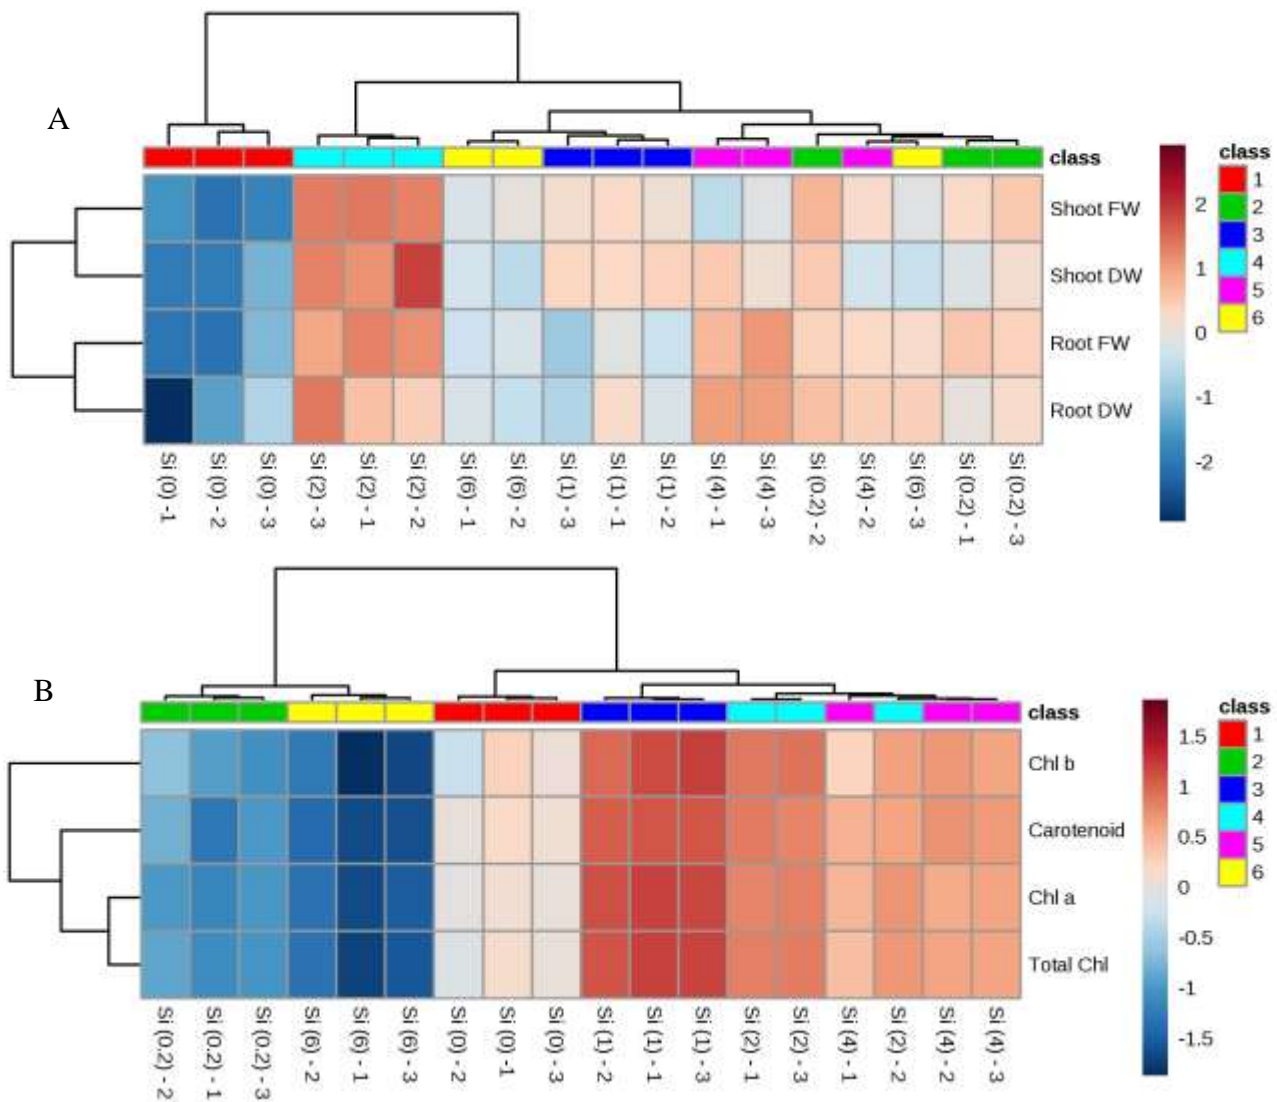 A
class
Shoot FW
Shoot DW
Root FW
Root DW
2
1
0
-1
-2
class
1
2
3
4
5
6
Si (0) - 1
Si (0) - 2
Si (0) - 3
Si (2) - 3
Si (2) - 1
Si (2) - 2
Si (6) - 1
Si (6) - 2
Si (1) - 3
Si (1) - 1
Si (1) - 2
Si (4) - 1
Si (4) - 3
Si (0.2) - 2
Si (4) - 2
Si (6) - 3
Si (0.2) - 1
Si (0.2) - 3
B
class
Chl b
Carotenoid
Chl a
Total Chl
1.5
1
0.5
0
-0.5
-1
-1.5
class
1
2
3
4
5
6
Si (0.2) - 2
Si (0.2) - 1
Si (0.2) - 3
Si (6) - 2
Si (6) - 1
Si (6) - 3
Si (0) - 2
Si (0) - 1
Si (0) - 3
Si (1) - 2
Si (1) - 1
Si (1) - 3
Si (2) - 1
Si (2) - 3
Si (4) - 1
Si (2) - 2
Si (4) - 2
Si (4) - 3